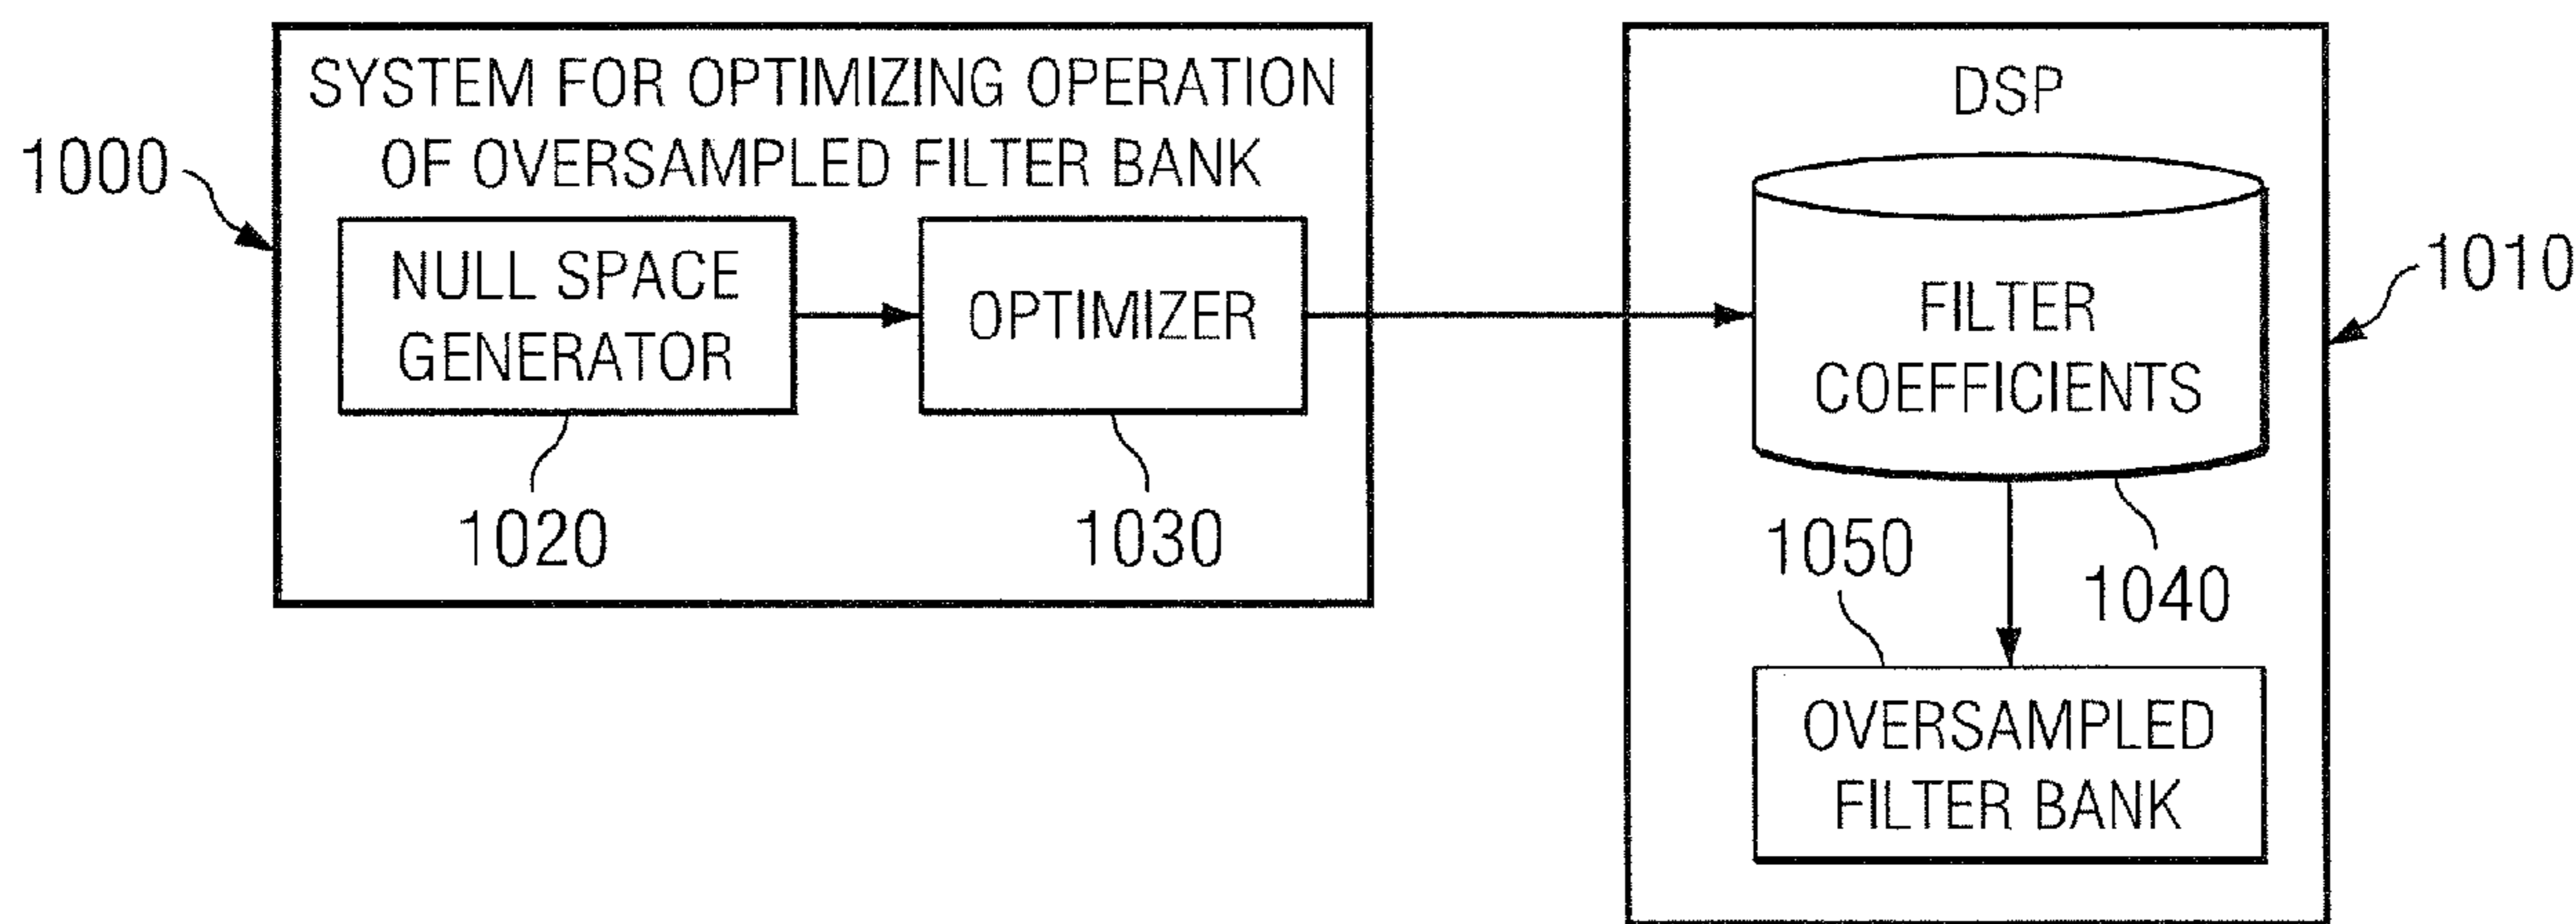 SYSTEM FOR OPTIMIZING OPERATION
OF OVERSAMPLED FILTER BANK
1000
NULL SPACE
GENERATOR
OPTIMIZER
1020
1030
DSP
FILTER
COEFFICIENTS
1010
1050
1040
OVERSAMPLED
FILTER BANK